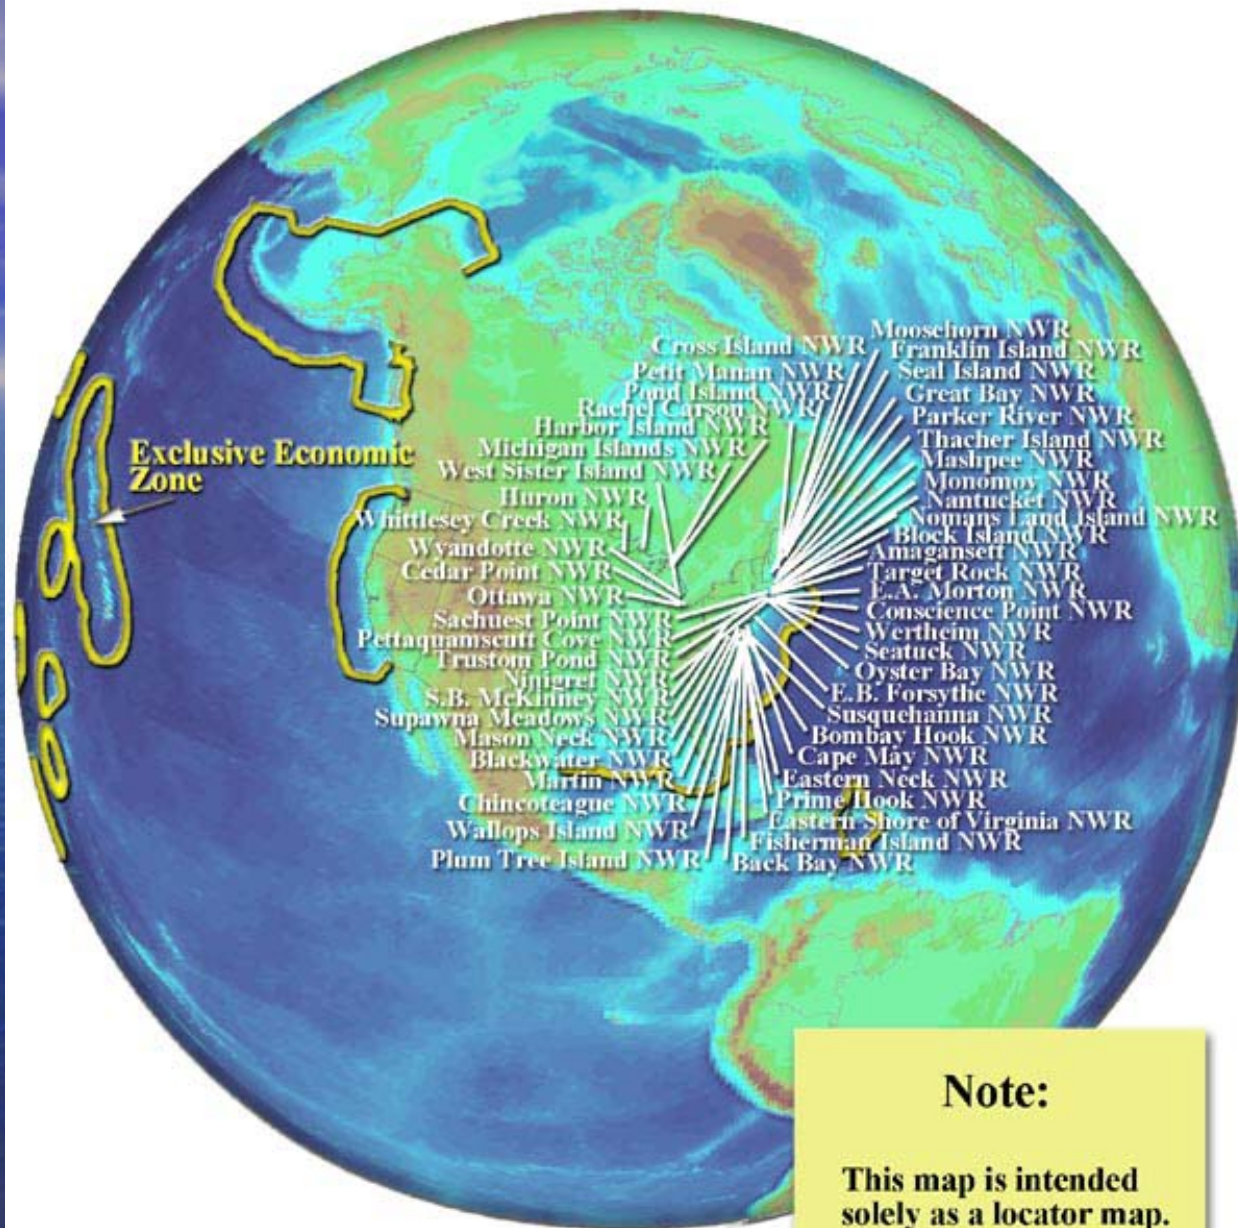 Moosehorn NWR
Cross Island NWR
Franklin Island NWR
Petit Manan NWR
Seal Island NWR
Pond Island NWR
Great Bay NWR
Rachel Carson NWR
Parker River NWR
Harbor Island NWR
Thacher Island NWR
Michigan Islands NWR
Mashpee NWR
West Sister Island NWR
Monomoy NWR
Huron NWR
Nantucket NWR
Whittlesey Creek NWR
Nomans Land Island NWR
Block Island NWR
Wyandotte NWR
Amagansett NWR
Cedar Point NWR
Target Rock NWR
Ottawa NWR
E.A. Morton NWR
Sachuest Point NWR
Conscience Point NWR
Pettaquamscutt Cove NWR
Wertheim NWR
Trustom Pond NWR
Seatuck NWR
Ninigret NWR
Oyster Bay NWR
S.B. McKinney NWR
E.B. Forsythe NWR
Supawna Meadows NWR
Susquehanna NWR
Mason Neck NWR
Bombay Hook NWR
Blackwater NWR
Cape May NWR
Martin NWR
Eastern Neck NWR
Chincoteague NWR
Prime Hook NWR
Wallops Island NWR
Eastern Shore of Virginia NWR
Fisherman Island NWR
Plum Tree Island NWR
Back Bay NWR
Exclusive Economic
Zone
Note:
This map is intended
solely as a locator map.